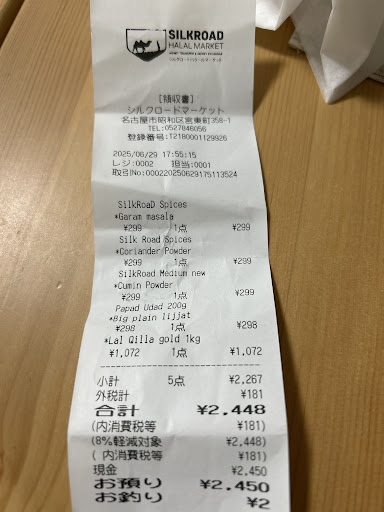 SILKROAD
HALAL MARKET
[領収書]
シルクロードマーケット
名古屋市昭和区宮東町358-1
TEL:0527848056
登録番号:T2180001129926
2025/06/29 17:55:15
レジ:0002 担当:0001
取引No:000220250629175113524
SilkRoaD Spices
*Garam masala
¥299 1点 ¥299
Silk Road Spices
*Coriander Powder
¥299 1点 ¥299
SilkRoad Medium new
*Cumin Powder
¥299 1点 ¥299
Papad Udad 200g
*Big plain lijjat
¥298 1点 ¥298
*Lal Qilla gold 1kg
¥1,072 1点 ¥1,072
小計 5点 ¥2,267
外税計 ¥181
合計 ¥2,448
(内消費税等 ¥181)
(8%軽減対象 ¥2,448)
( 内消費税等 ¥181)
現金 ¥2,450
お預り ¥2,450
お釣り ¥2